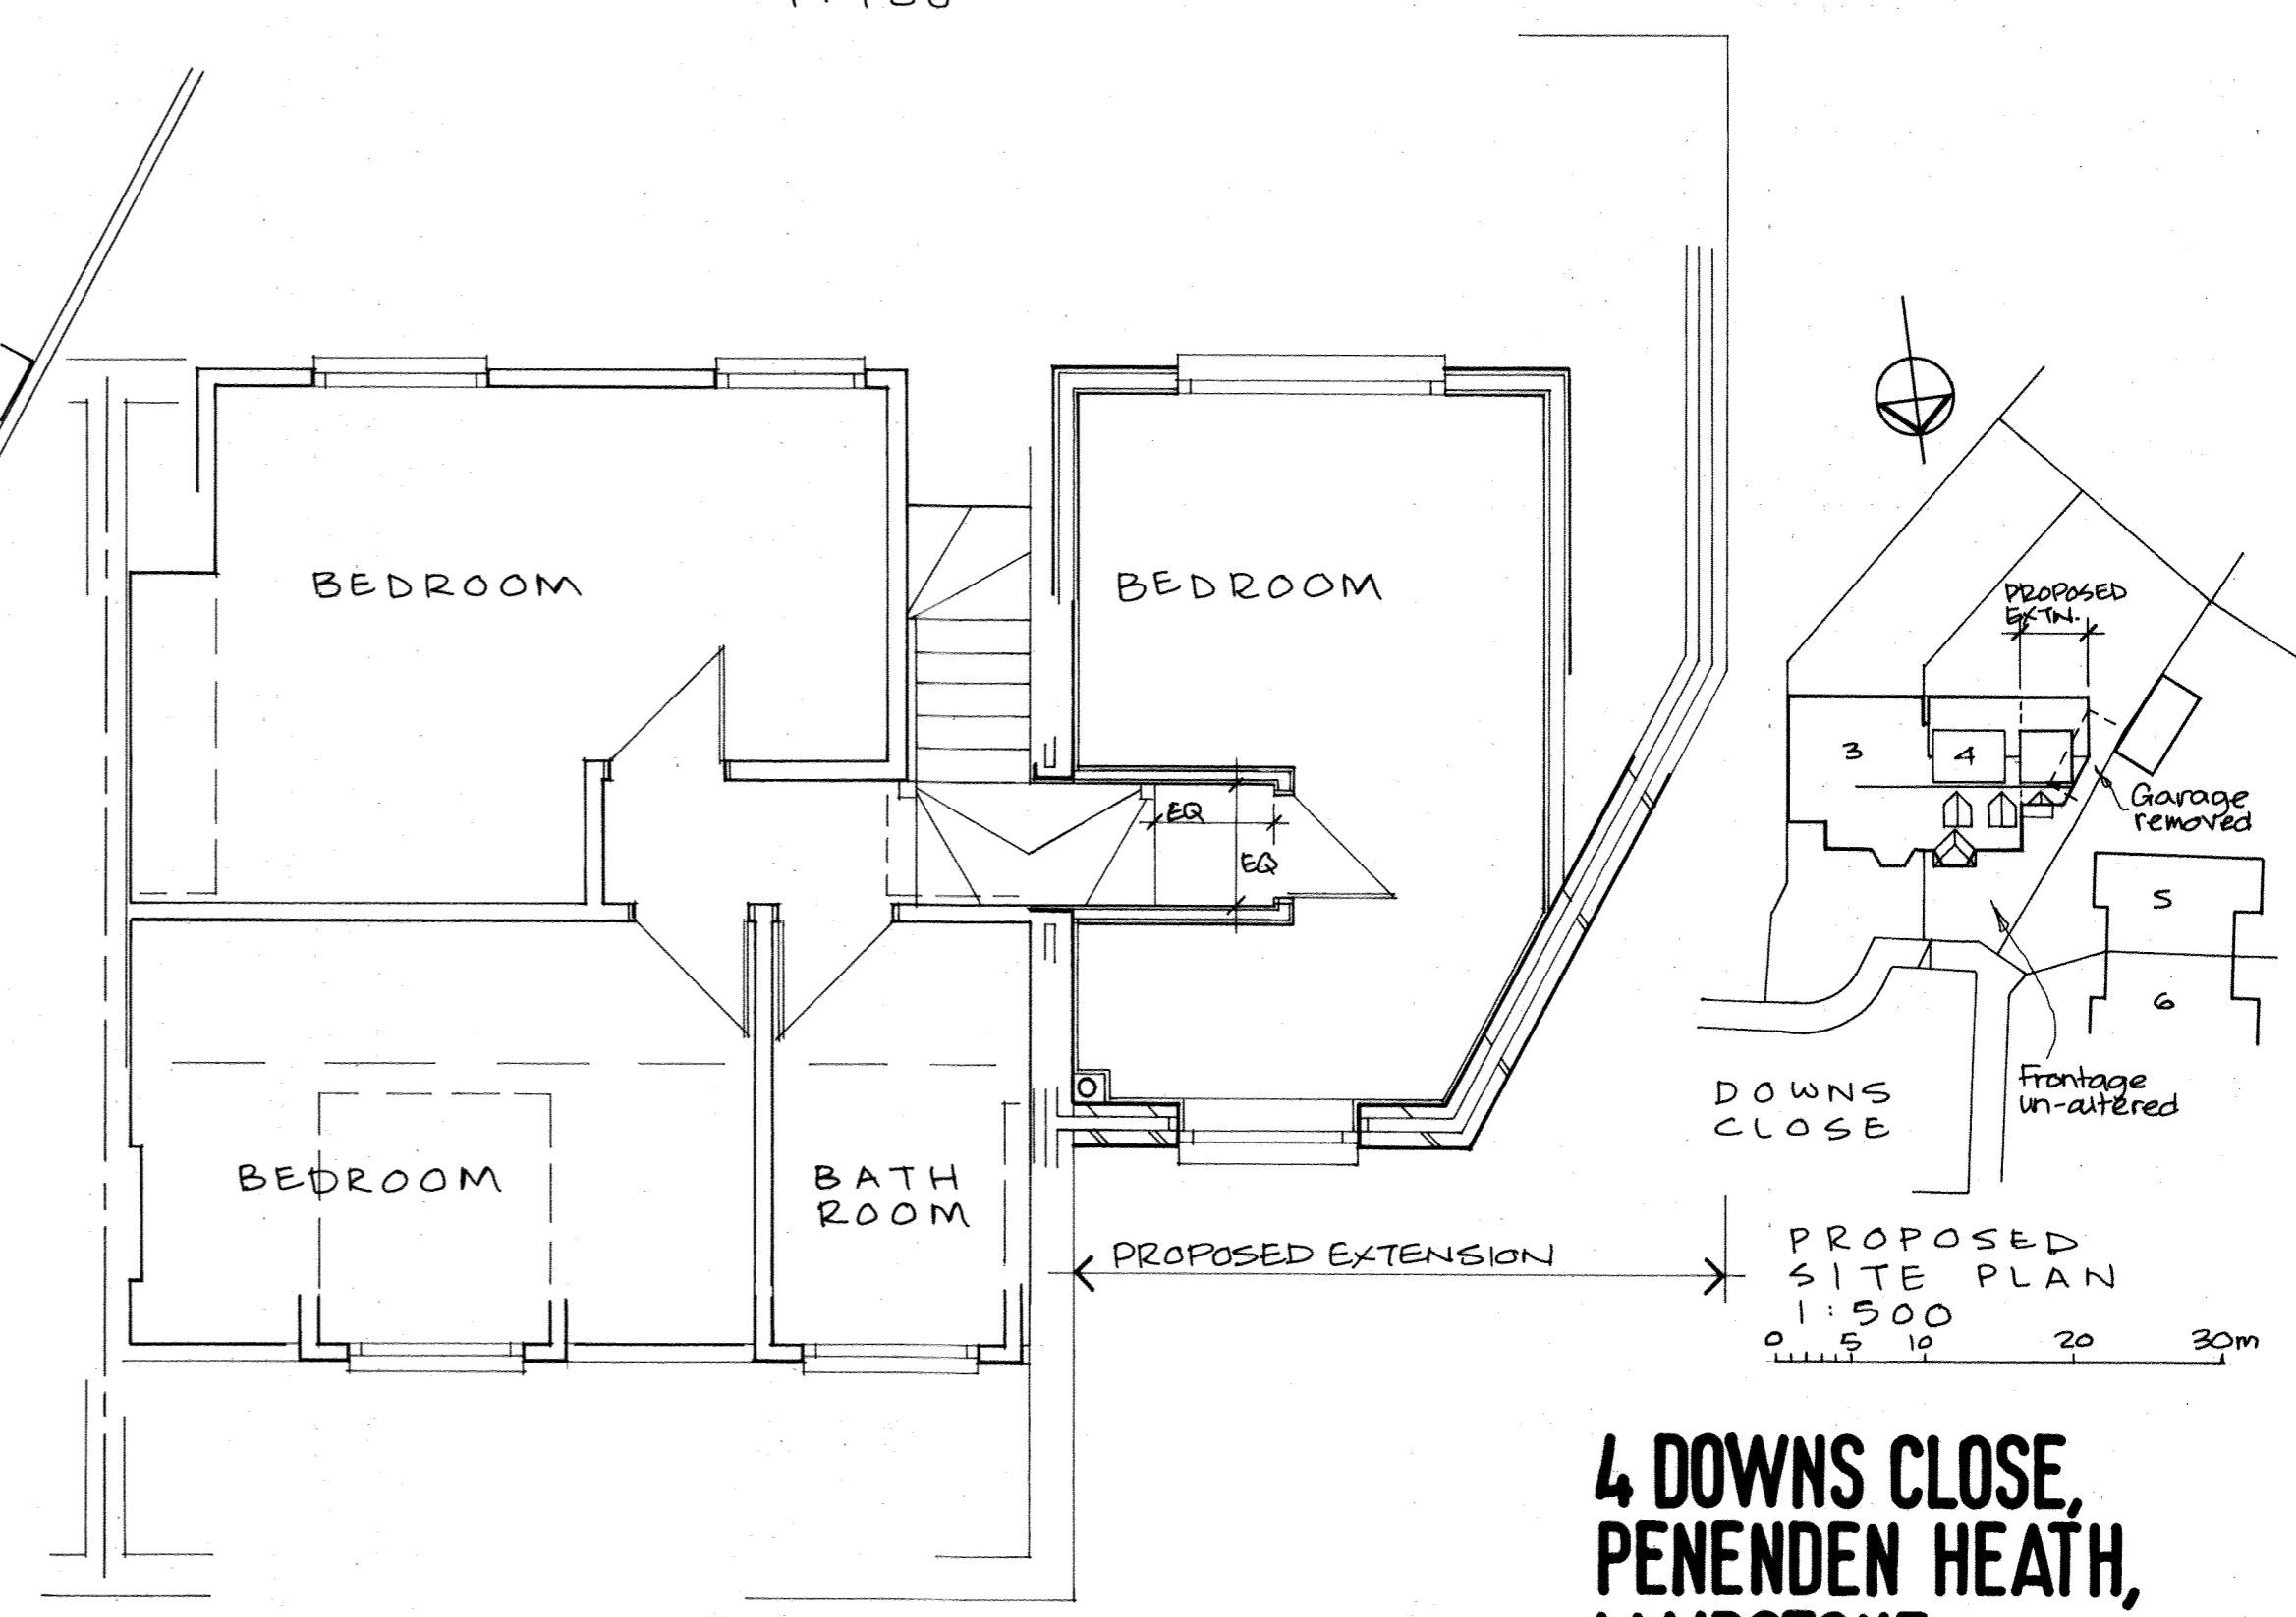 BEDROOM
BEDROOM
EQ
EQ
BEDROOM
BATH
ROOM
PROPOSED EXTENSION
PROPOSED
EXTN.
3
4
Garage
removed
5
6
Frontage
un-altered
DOWNS
CLOSE
PROPOSED
SITE PLAN
1:500
0 5 10 20 30m
4 DOWNS CLOSE,
PENENDEN HEATH,